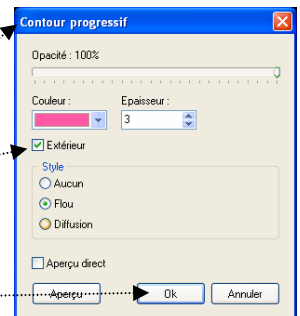 Contour progressif
Opacité : 100%
Couleur : Epaisseur :
3
Extérieur
Style
Aucun
Flou
Diffusion
Aperçu direct
Aperçu Ok Annuler